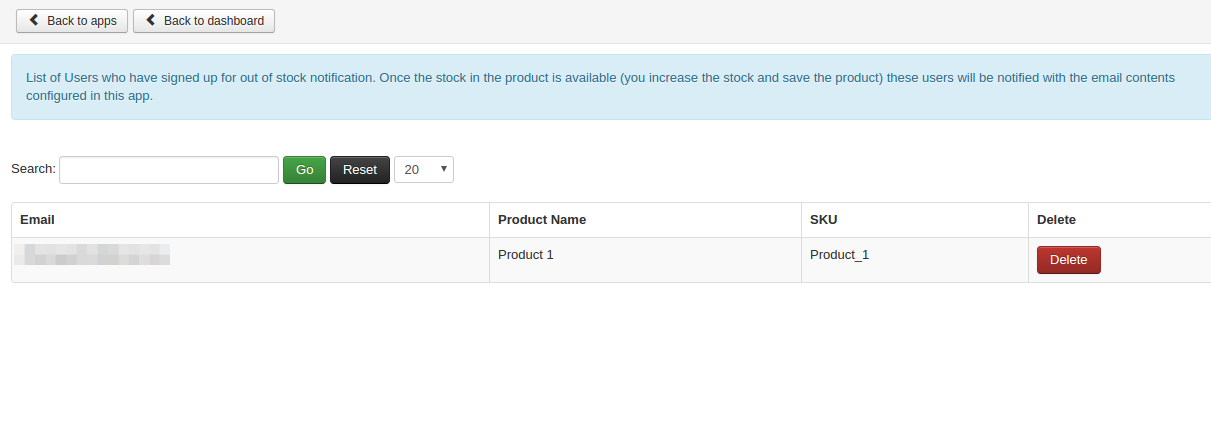 Back to apps Back to dashboard
List of Users who have signed up for out of stock notification. Once the stock in the product is available (you increase the stock and save the product) these users will be notified with the email contents
configured in this app.
Search: Go Reset 20
Email Product Name SKU Delete
Product 1 Product_1 Delete